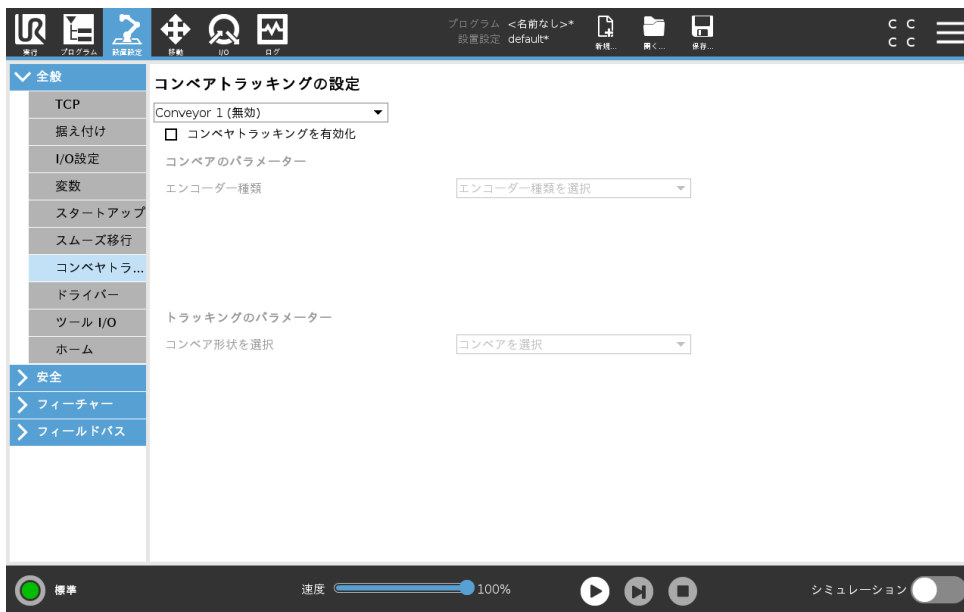 プログラム <名前なし>*
設置設定 default*
C C
C C
実行
プログラム
設置設定
移動
I/O
ログ
新規...
開く...
保存...
全般
TCP
据え付け
I/O設定
変数
スタートアップ
スムーズ移行
コンベヤトラ...
ドライバー
ツール I/O
ホーム
安全
フィーチャー
フィールドバス
コンベアトラッキングの設定
Conveyor 1 (無効)
コンベヤトラッキングを有効化
コンベアのパラメーター
エンコーダー種類
エンコーダー種類を選択
トラッキングのパラメーター
コンベア形状を選択
コンベアを選択
標準
速度
100%
シミュレーション